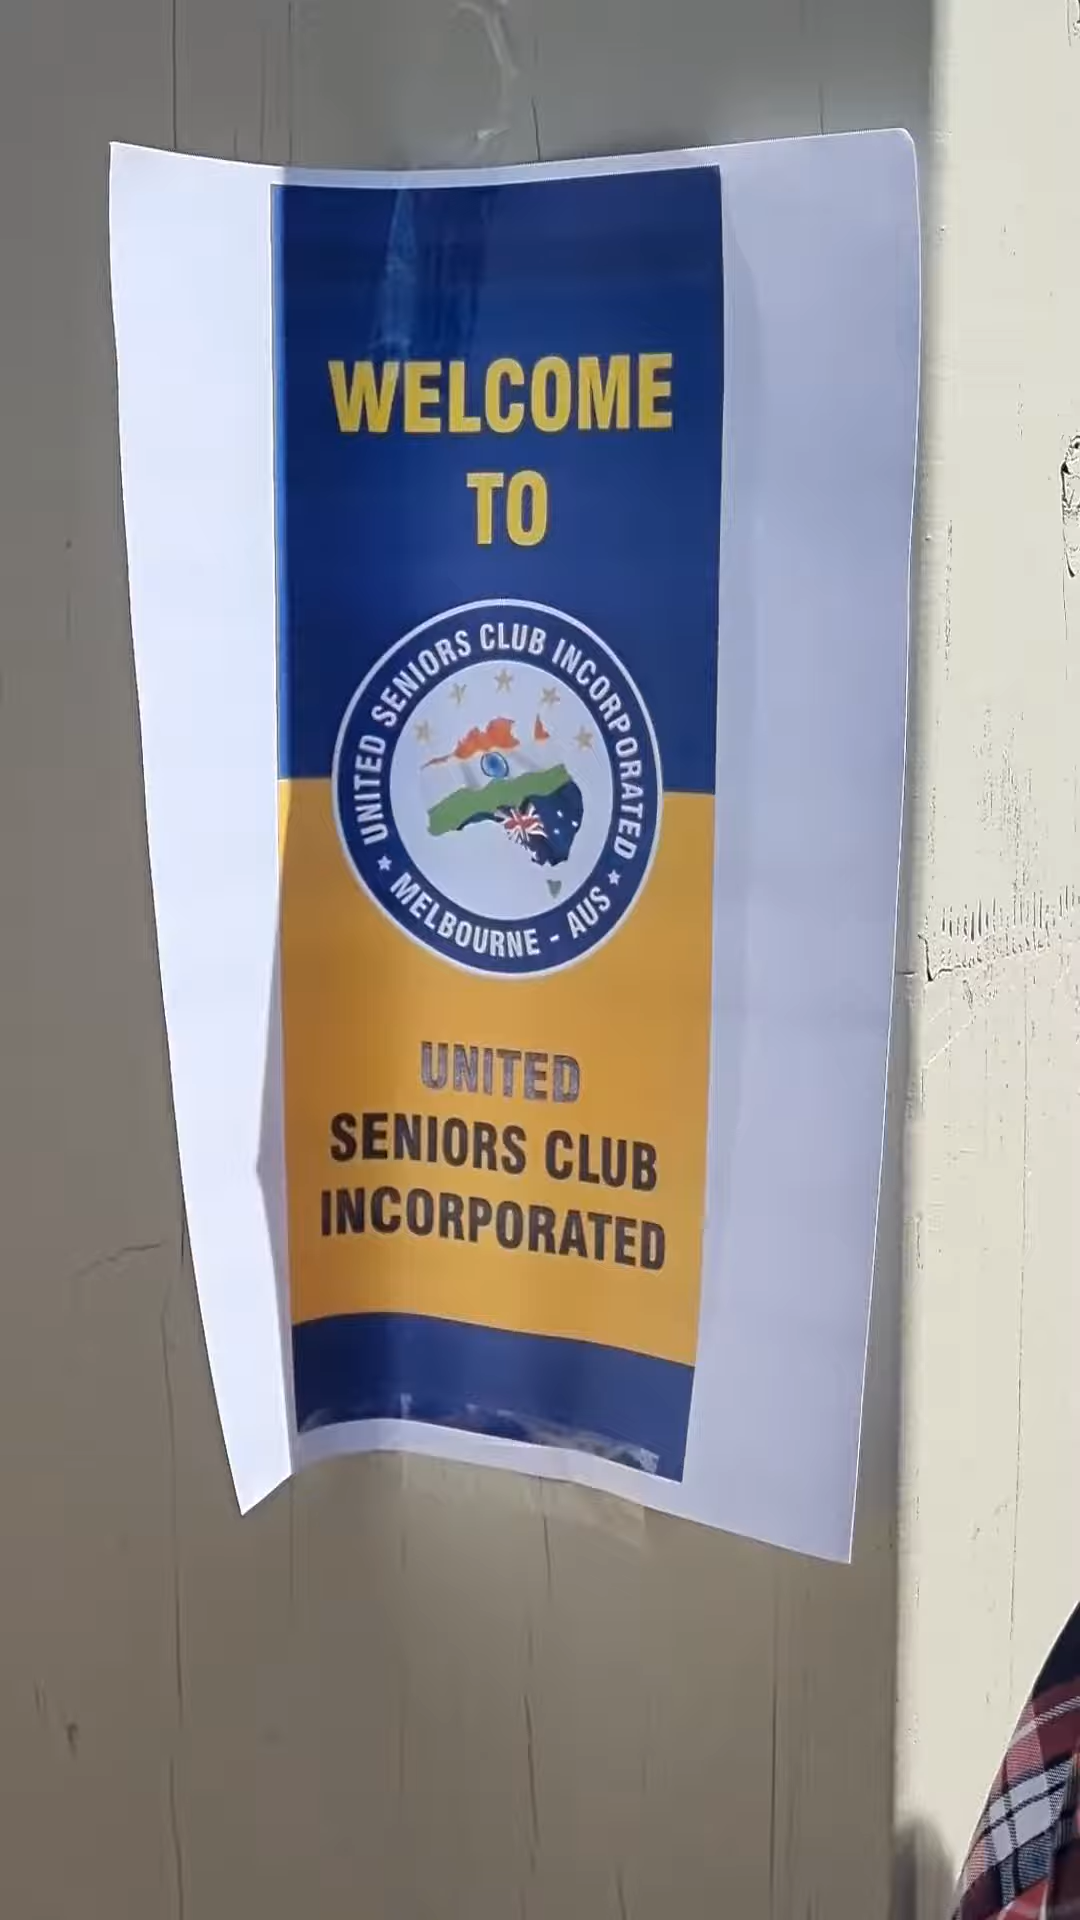 WELCOME
TO
UNITED SENIORS CLUB INCORPORATED
★ MELBOURNE - AUS ★
UNITED
SENIORS CLUB
INCORPORATED